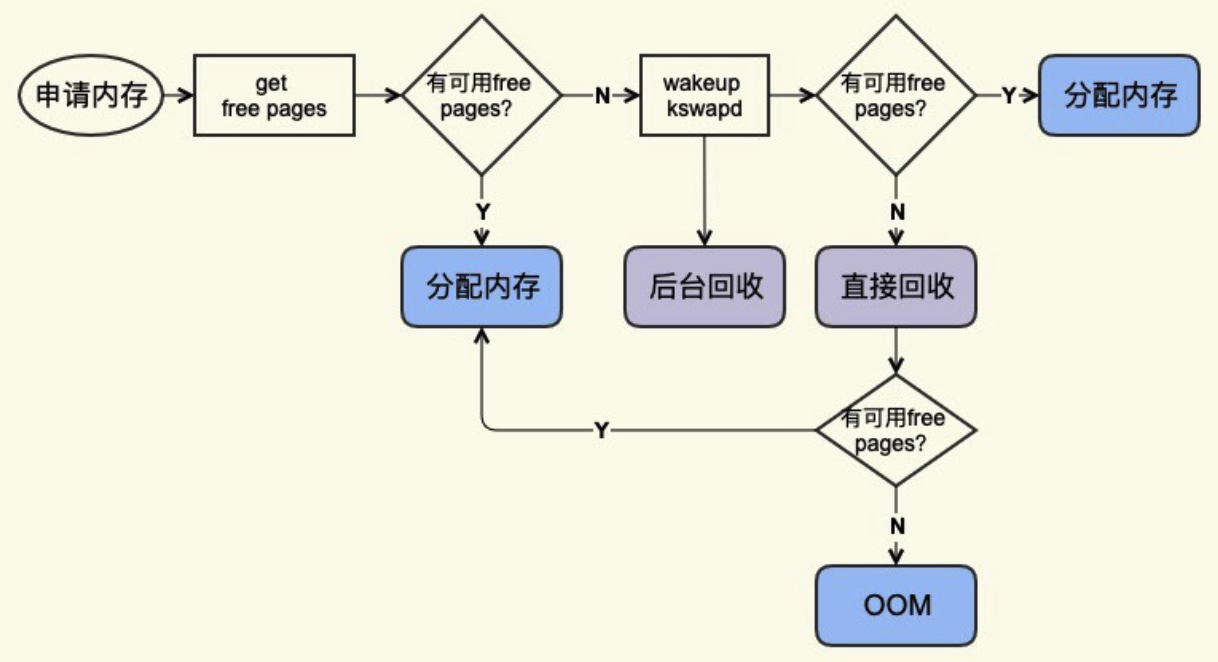 申请内存
get
free pages
有可用free
pages?
N
wakeup
kswapd
有可用free
pages?
Y
分配内存
Y
N
分配内存
后台回收
直接回收
有可用free
pages?
Y
N
OOM